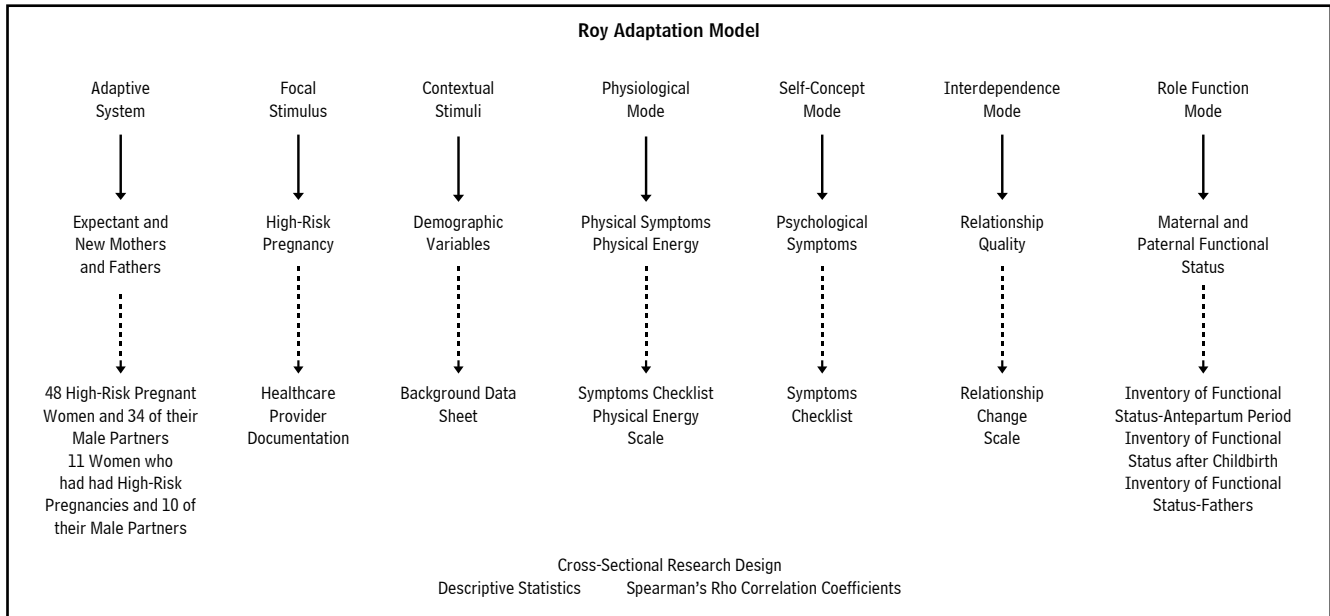 Roy Adaptation Model
Adaptive
System
Focal
Stimulus
Contextual
Stimuli
Physiological
Mode
Self-Concept
Mode
Interdependence
Mode
Role Function
Mode
Expectant and
New Mothers
and Fathers
High-Risk
Pregnancy
Demographic
Variables
Physical Symptoms
Physical Energy
Psychological
Symptoms
Relationship
Quality
Maternal and
Paternal Functional
Status
48 High-Risk Pregnant
Women and 34 of their
Male Partners
11 Women who
had had High-Risk
Pregnancies and 10 of
their Male Partners
Healthcare
Provider
Documentation
Background Data
Sheet
Symptoms Checklist
Physical Energy
Scale
Symptoms
Checklist
Relationship
Change
Scale
Inventory of Functional
Status-Antepartum Period
Inventory of Functional
Status after Childbirth
Inventory of Functional
Status-Fathers
Cross-Sectional Research Design
Descriptive Statistics Spearman's Rho Correlation Coefficients